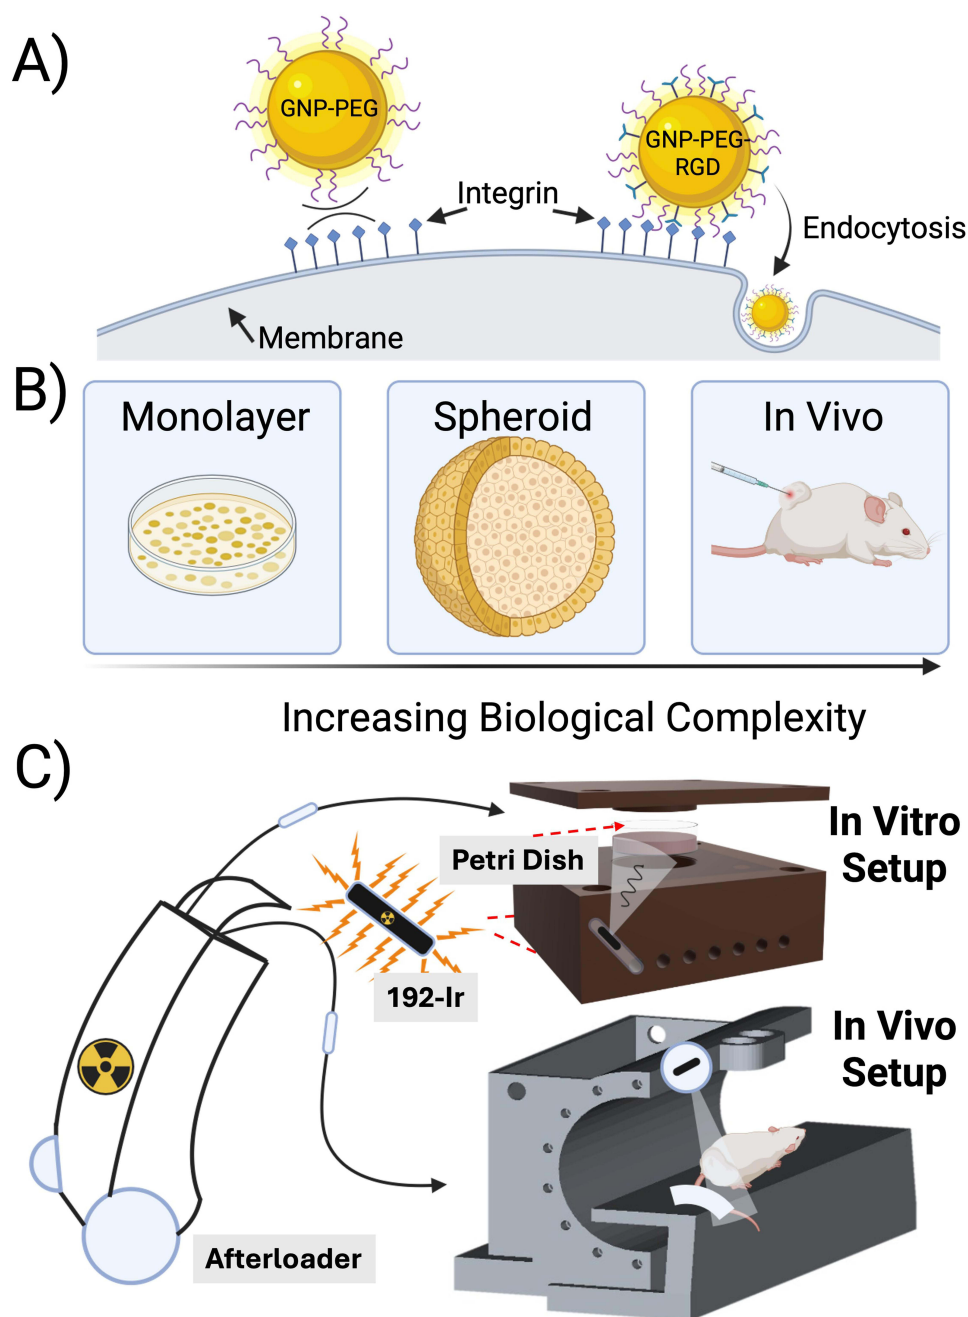 A)
GNP-PEG
GNP-PEG-
RGD
Integrin
Endocytosis
Membrane
B)
Monolayer
Spheroid
In Vivo
Increasing Biological Complexity
C)
In Vitro
Setup
Petri Dish
192-Ir
In Vivo
Setup
Afterloader